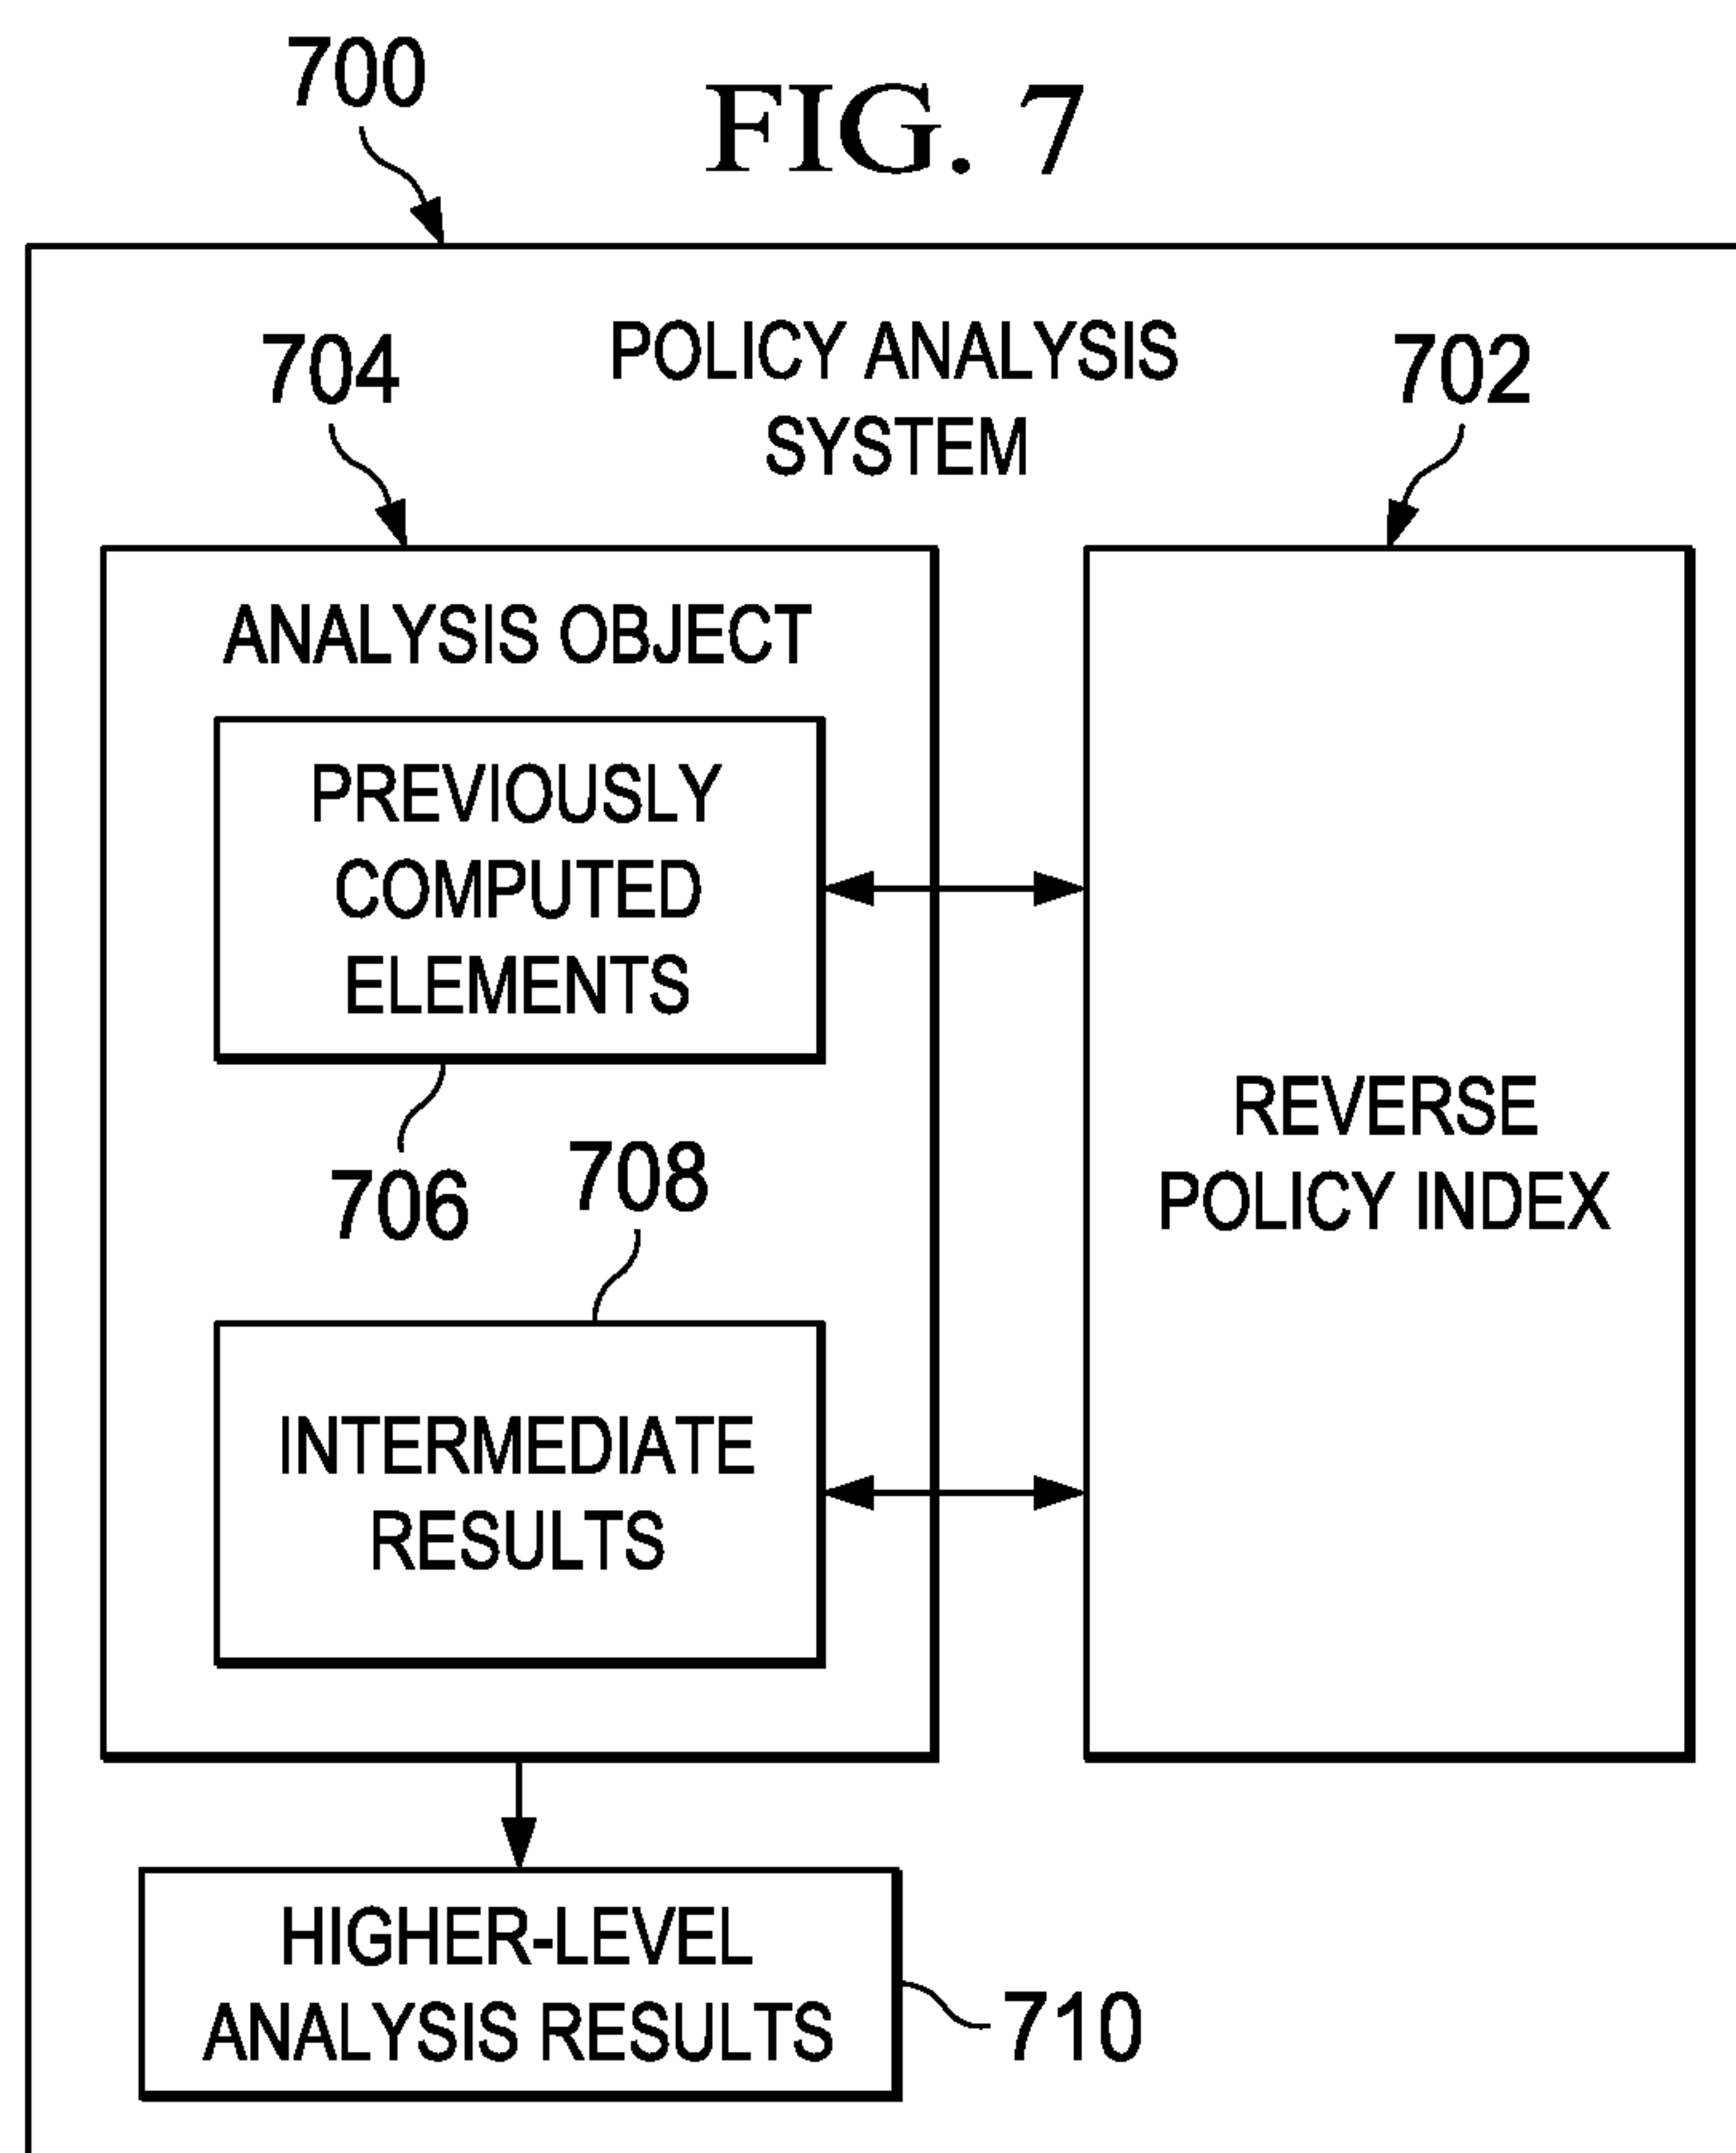 700
FIG. 7
POLICY ANALYSIS
SYSTEM
704
702
ANALYSIS OBJECT
PREVIOUSLY
COMPUTED
ELEMENTS
706
708
REVERSE
POLICY INDEX
INTERMEDIATE
RESULTS
HIGHER-LEVEL
ANALYSIS RESULTS
710